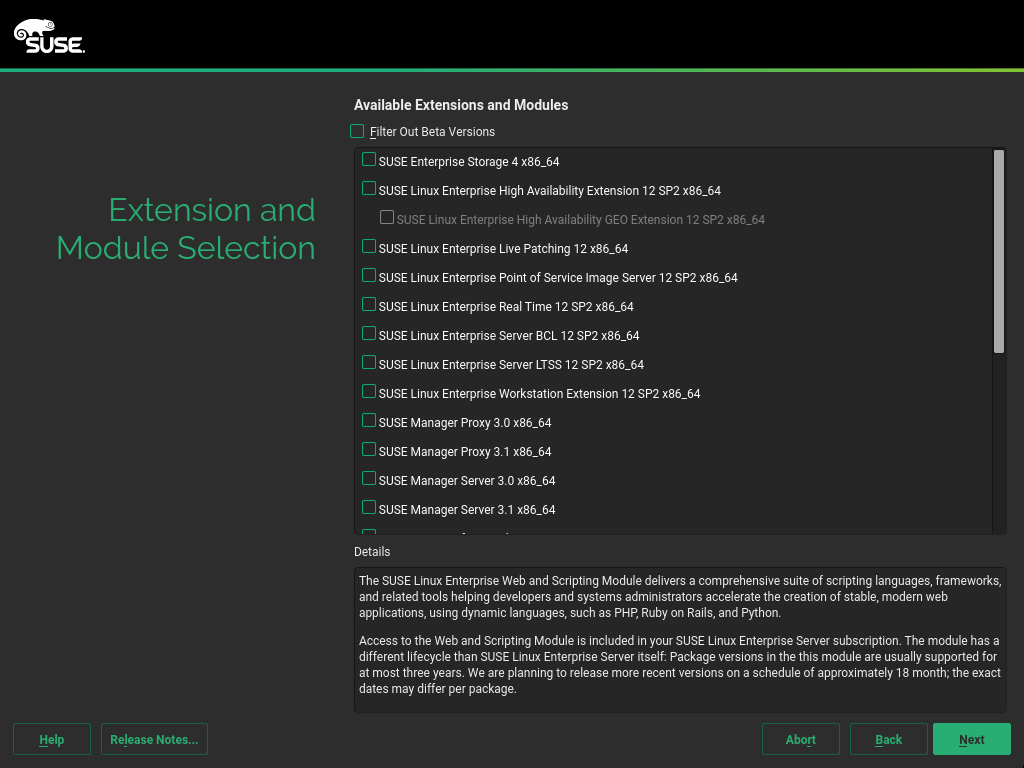 SUSE
Available Extensions and Modules
Filter Out Beta Versions
Extension and
Module Selection
SUSE Enterprise Storage 4 x86_64
SUSE Linux Enterprise High Availability Extension 12 SP2 x86_64
SUSE Linux Enterprise High Availability GEO Extension 12 SP2 x86_64
SUSE Linux Enterprise Live Patching 12 x86_64
SUSE Linux Enterprise Point of Service Image Server 12 SP2 x86_64
SUSE Linux Enterprise Real Time 12 SP2 x86_64
SUSE Linux Enterprise Server BCL 12 SP2 x86_64
SUSE Linux Enterprise Server LTSS 12 SP2 x86_64
SUSE Linux Enterprise Workstation Extension 12 SP2 x86_64
SUSE Manager Proxy 3.0 x86_64
SUSE Manager Proxy 3.1 x86_64
SUSE Manager Server 3.0 x86_64
SUSE Manager Server 3.1 x86_64
Details
The SUSE Linux Enterprise Web and Scripting Module delivers a comprehensive suite of scripting languages, frameworks,
and related tools helping developers and systems administrators accelerate the creation of stable, modern web
applications, using dynamic languages, such as PHP, Ruby on Rails, and Python.
Access to the Web and Scripting Module is included in your SUSE Linux Enterprise Server subscription. The module has a
different lifecycle than SUSE Linux Enterprise Server itself: Package versions in the this module are usually supported for
at most three years. We are planning to release more recent versions on a schedule of approximately 18 month; the exact
dates may differ per package.
Help
Release Notes...
Abort
Back
Next